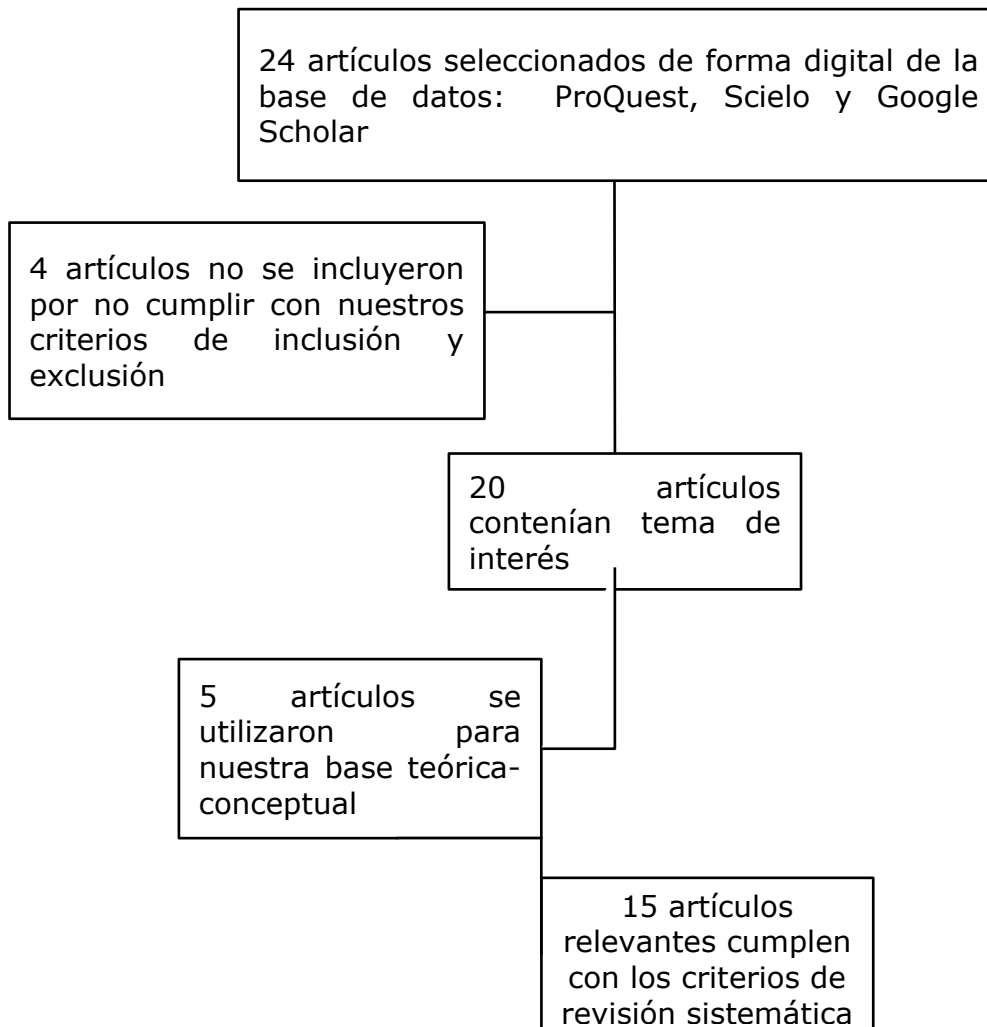 24 artículos seleccionados de forma digital de la
base de datos: ProQuest, Scielo y Google
Scholar
4 artículos no se incluyeron
por no cumplir con nuestros
criterios de inclusión y
exclusión
20 artículos
contenían tema de
interés
5 artículos se
utilizaron para
nuestra base teórica-
conceptual
15 artículos
relevantes cumplen
con los criterios de
revisión sistemática